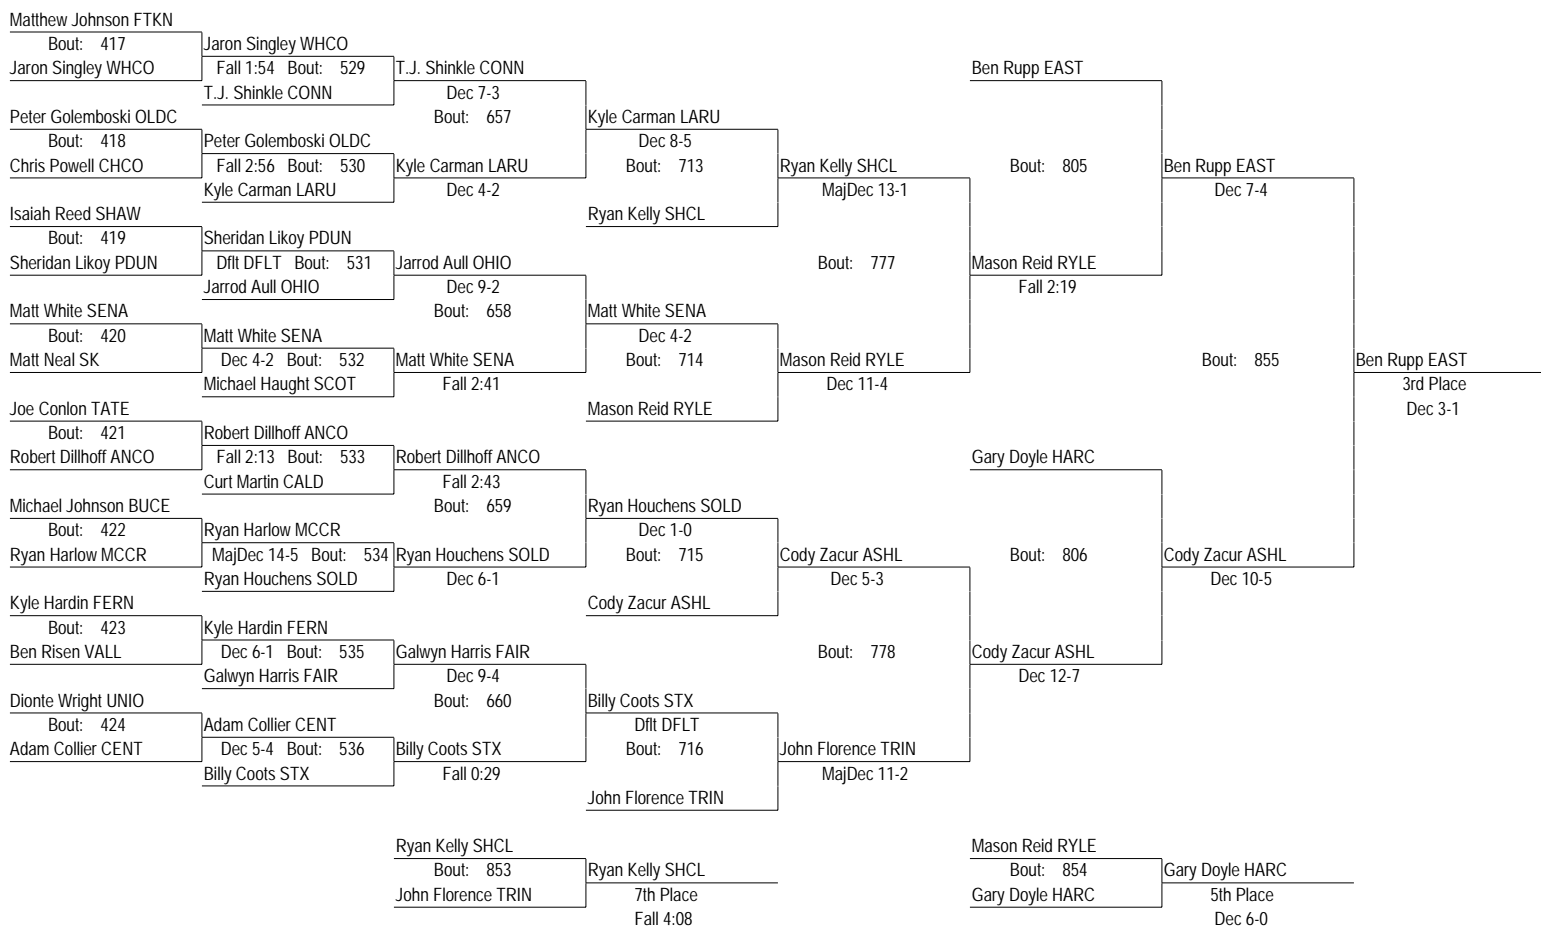 Matthew Johnson FTKN
Bout: 417
Jaron Singley WHCO
Jaron Singley WHCO
Fall 1:54 Bout: 529
T.J. Shinkle CONN
T.J. Shinkle CONN
Dec 7-3
Bout: 657
Ben Rupp EAST
Peter Golemboski OLDC
Bout: 418
Chris Powell CHCO
Peter Golemboski OLDC
Fall 2:56 Bout: 530
Kyle Carman LARU
Kyle Carman LARU
Dec 4-2
Kyle Carman LARU
Dec 8-5
Bout: 713
Ryan Kelly SHCL
Ryan Kelly SHCL
MajDec 13-1
Bout: 805
Ben Rupp EAST
Dec 7-4
Isaiah Reed SHAW
Bout: 419
Sheridan Likoy PDUN
Sheridan Likoy PDUN
Dflt DFLT Bout: 531
Jarrod Aull OHIO
Jarrod Aull OHIO
Dec 9-2
Bout: 658
Bout: 777
Mason Reid RYLE
Fall 2:19
Matt White SENA
Bout: 420
Matt Neal SK
Matt White SENA
Dec 4-2 Bout: 532
Michael Haught SCOT
Matt White SENA
Fall 2:41
Matt White SENA
Dec 4-2
Bout: 714
Mason Reid RYLE
Mason Reid RYLE
Dec 11-4
Bout: 855
Ben Rupp EAST
3rd Place
Dec 3-1
Joe Conlon TATE
Bout: 421
Robert Dillhoff ANCO
Robert Dillhoff ANCO
Fall 2:13 Bout: 533
Curt Martin CALD
Robert Dillhoff ANCO
Fall 2:43
Bout: 659
Gary Doyle HARC
Michael Johnson BUCE
Bout: 422
Ryan Harlow MCCR
Ryan Harlow MCCR
MajDec 14-5 Bout: 534
Ryan Houchens SOLD
Ryan Houchens SOLD
Dec 6-1
Ryan Houchens SOLD
Dec 1-0
Bout: 715
Cody Zacur ASHL
Cody Zacur ASHL
Dec 5-3
Bout: 806
Cody Zacur ASHL
Dec 10-5
Kyle Hardin FERN
Bout: 423
Ben Risen VALL
Kyle Hardin FERN
Dec 6-1 Bout: 535
Galwyn Harris FAIR
Galwyn Harris FAIR
Dec 9-4
Bout: 660
Bout: 778
Cody Zacur ASHL
Dec 12-7
Dionte Wright UNIO
Bout: 424
Adam Collier CENT
Adam Collier CENT
Dec 5-4 Bout: 536
Billy Coots STX
Billy Coots STX
Fall 0:29
Billy Coots STX
Dflt DFLT
Bout: 716
John Florence TRIN
John Florence TRIN
MajDec 11-2
Ryan Kelly SHCL
Bout: 853
John Florence TRIN
Ryan Kelly SHCL
7th Place
Fall 4:08
Mason Reid RYLE
Bout: 854
Gary Doyle HARC
Gary Doyle HARC
5th Place
Dec 6-0